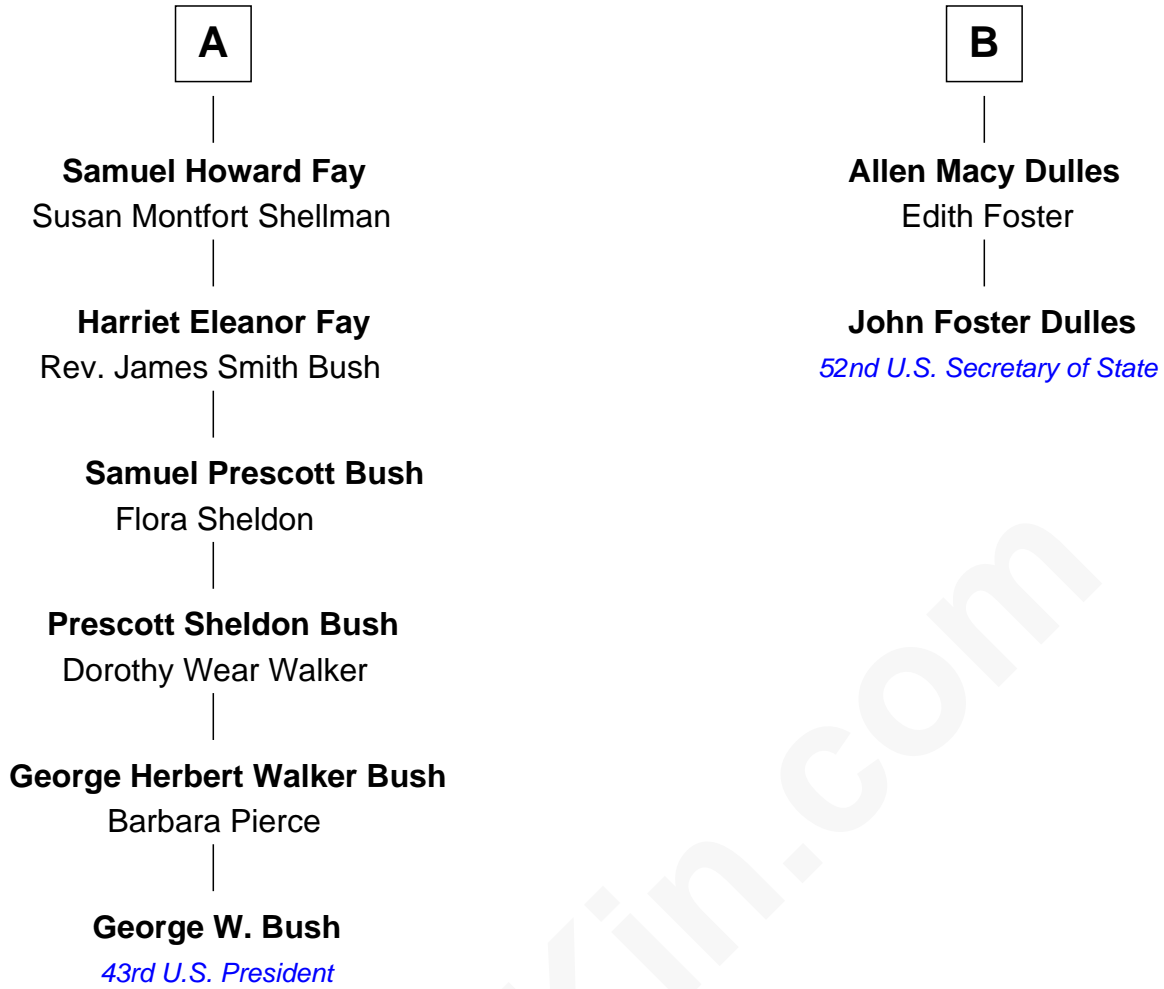 A
Samuel Howard Fay
Susan Montfort Shellman
Harriet Eleanor Fay
Rev. James Smith Bush
Samuel Prescott Bush
Flora Sheldon
Prescott Sheldon Bush
Dorothy Wear Walker
George Herbert Walker Bush
Barbara Pierce
George W. Bush
43rd U.S. President
B
Allen Macy Dulles
Edith Foster
John Foster Dulles
52nd U.S. Secretary of State
Kin.com